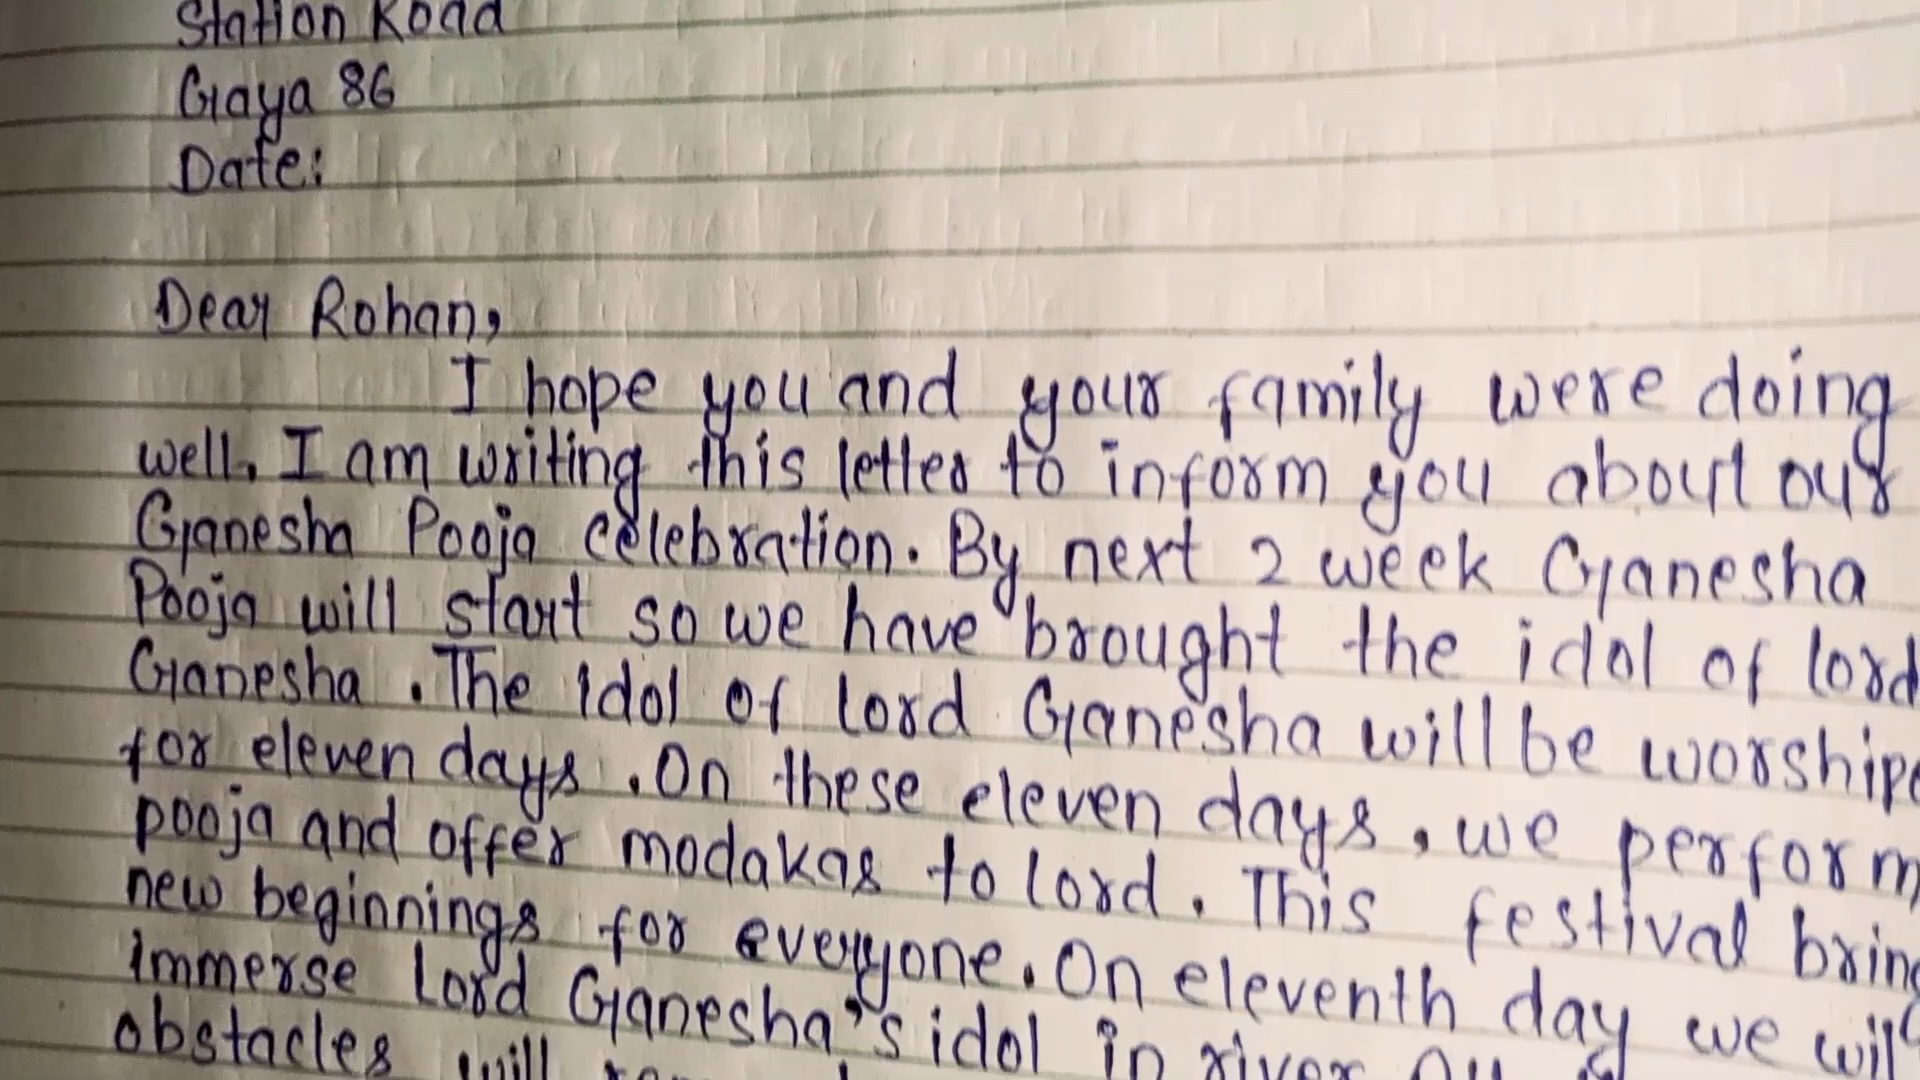 Station Road
Gaya 86
Date:
Dear Rohan,
I hope you and your family were doing
well. I am writing this letter to inform you about our
Ganesha Pooja celebration. By next 2 week Ganesha
Pooja will start so we have brought the idol of lord
Ganesha. The idol of lord Ganesha will be
for eleven days. On these eleven days, we perform
pooja and offer modakas to lord. This festival
new beginnings for everyone. On eleventh day we will
immerse Lord Ganesha's idol in river
obstacles will